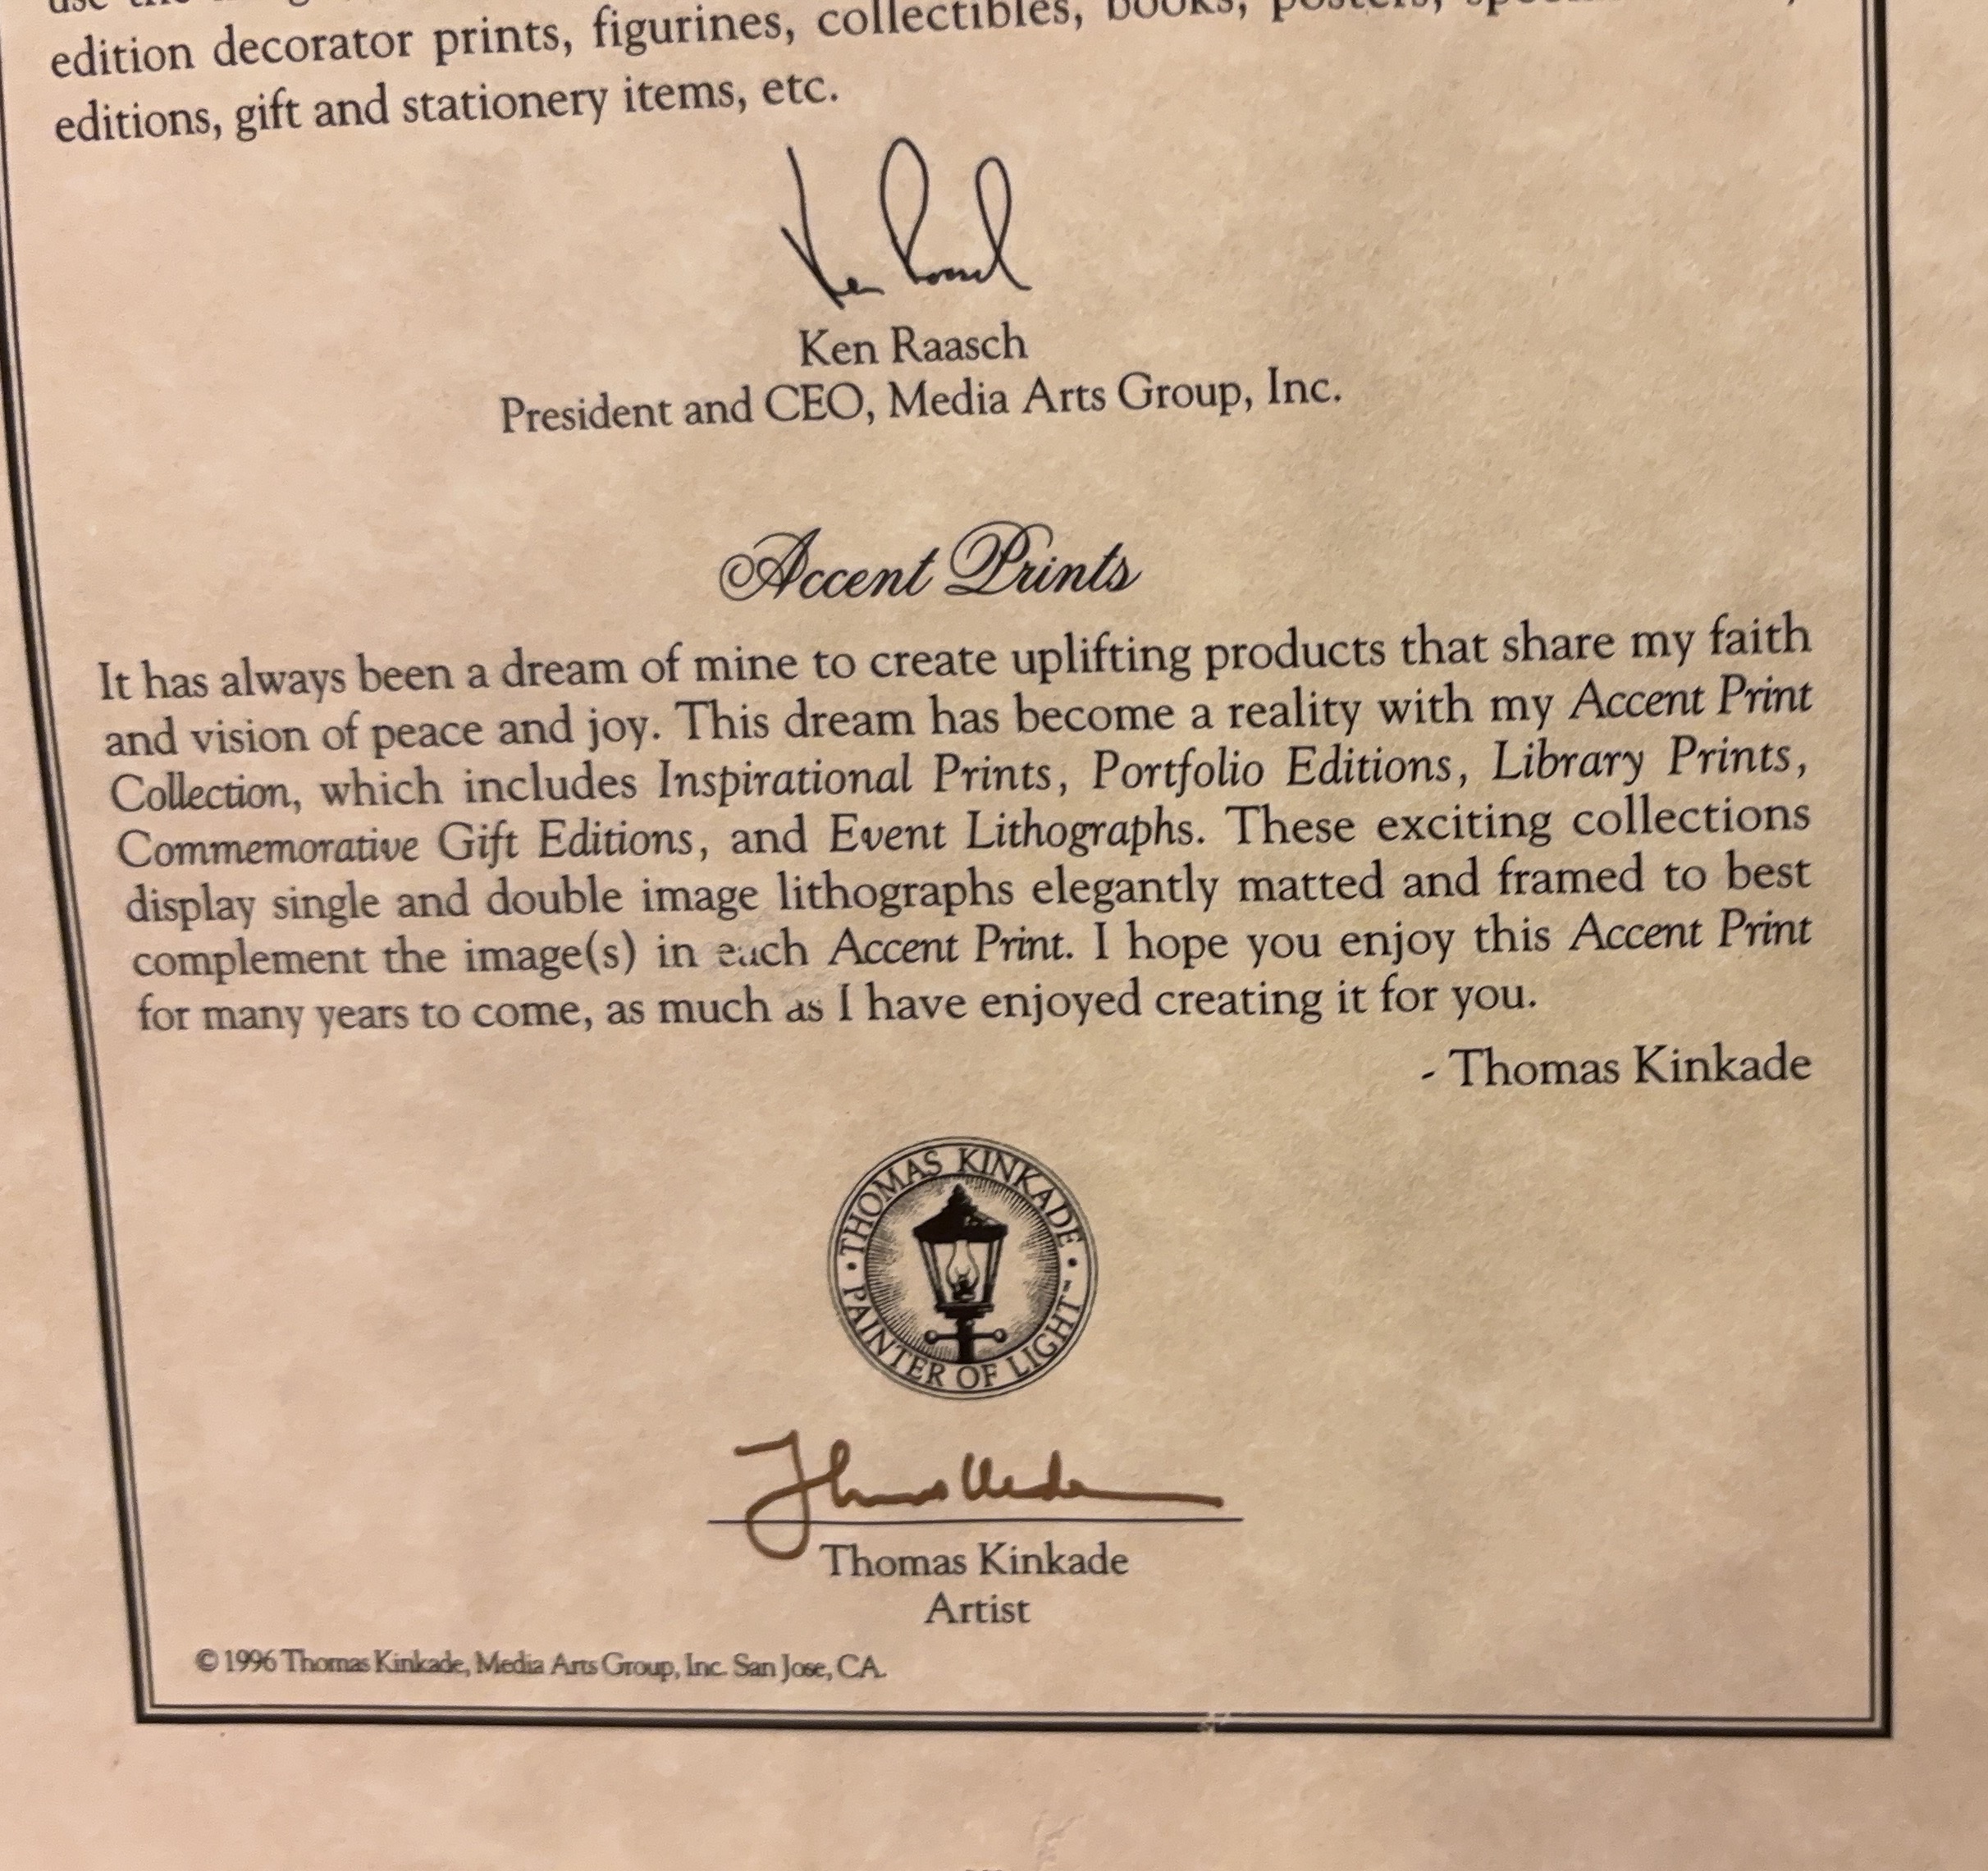 edition decorator prints, figurines, collectibles, books, posters,
editions, gift and stationery items, etc.
Ken Raasch
President and CEO, Media Arts Group, Inc.
Accent Prints
It has always been a dream of mine to create uplifting products that share my faith
and vision of peace and joy. This dream has become a reality with my Accent Print
Collection, which includes Inspirational Prints, Portfolio Editions, Library Prints,
Commemorative Gift Editions, and Event Lithographs. These exciting collections
display single and double image lithographs elegantly matted and framed to best
complement the image(s) in each Accent Print. I hope you enjoy this Accent Print
for many years to come, as much as I have enjoyed creating it for you.
- Thomas Kinkade
• THOMAS KINKADE •
PAINTER OF LIGHT™
Thomas Kinkade
Artist
© 1996 Thomas Kinkade, Media Arts Group, Inc. San Jose, CA.